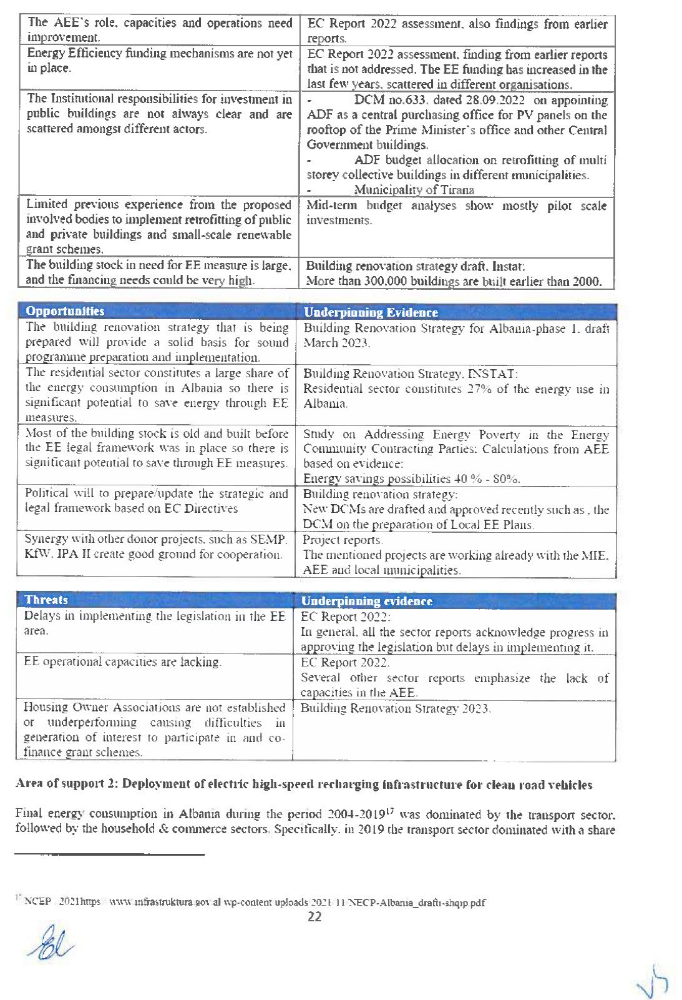 The AEE's role, capacities and operations need
improvement.
EC Report 2022 assessment, also findings from earlier
reports.
Energy Efficiency funding mechanisms are not yet
in place.
EC Report 2022 assessment, finding from earlier reports
that is not addressed. The EE funding has increased in the
last few years, scattered in different organisations.
The Institutional responsibilities for investment in
public buildings are not always clear and are
scattered amongst different actors.
- DCM no.633, dated 28.09.2022 on appointing
ADF as a central purchasing office for PV panels on the
rooftop of the Prime Minister's office and other Central
Government buildings.
- ADF budget allocation on retrofitting of multi
storey collective buildings in different municipalities.
- Municipality of Tirana
Limited previous experience from the proposed
involved bodies to implement retrofitting of public
and private buildings and small-scale renewable
grant schemes.
Mid-term budget analyses show mostly pilot scale
investments.
The building stock in need for EE measure is large,
and the financing needs could be very high.
Building renovation strategy draft, Instat:
More than 300.000 buildings are built earlier than 2000.
Opportunities
Underpinning Evidence
The building renovation strategy that is being
prepared will provide a solid basis for sound
programme preparation and implementation.
Building Renovation Strategy for Albania-phase 1, draft
March 2023.
The residential sector constitutes a large share of
the energy consumption in Albania so there is
significant potential to save energy through EE
measures.
Building Renovation Strategy, INSTAT:
Residential sector constitutes 27% of the energy use in
Albania.
Most of the building stock is old and built before
the EE legal framework was in place so there is
significant potential to save through EE measures.
Study on Addressing Energy Poverty in the Energy
Community Contracting Parties: Calculations from AEE
based on evidence:
Energy savings possibilities 40 % - 80%.
Political will to prepare/update the strategic and
legal framework based on EC Directives
Building renovation strategy:
New DCMs are drafted and approved recently such as , the
DCM on the preparation of Local EE Plans.
Synergy with other donor projects, such as SEMP,
KfW, IPA II create good ground for cooperation.
Project reports.
The mentioned projects are working already with the MIE,
AEE and local municipalities.
Threats
Underpinning evidence
Delays in implementing the legislation in the EE
area.
EC Report 2022:
In general, all the sector reports acknowledge progress in
approving the legislation but delays in implementing it.
EE operational capacities are lacking.
EC Report 2022.
Several other sector reports emphasize the lack of
capacities in the AEE.
Housing Owner Associations are not established
or underperforming causing difficulties in
generation of interest to participate in and co-
finance grant schemes.
Building Renovation Strategy 2023.
Area of support 2: Deployment of electric high-speed recharging infrastructure for clean road vehicles
Final energy consumption in Albania during the period 2004-2019¹⁷ was dominated by the transport sector,
followed by the household & commerce sectors. Specifically, in 2019 the transport sector dominated with a share
¹⁷ NCEP 2021https://www.infrastruktura.gov.al/wp-content/uploads/2021/11/NECP-Albania_draft1-shqip.pdf
22